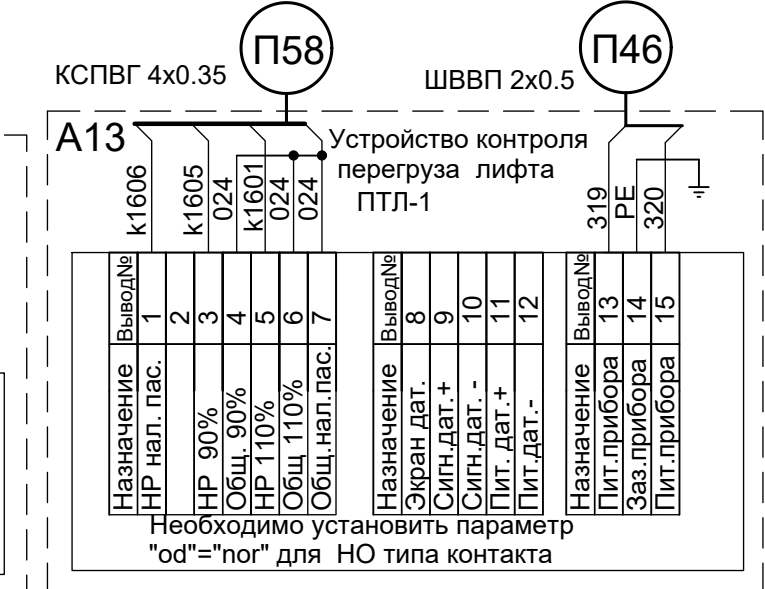 П58
П46
КСПВГ 4x0.35
ШВВП 2x0.5
А13
Устройство контроля
перегруза лифта
ПТЛ-1
k1606
k1605
024
k1601
024
024
319
PE
320
Вывод№
1
2
3
4
5
6
7
Назначение
НР нал. пас.
НР 90%
Общ. 90%
НР 110%
Общ 110%
Общ.нал.пас.
Вывод№
8
9
10
11
12
Назначение
Экран дат.
Сигн.дат.+
Сигн.дат. -
Пит. дат.+
Пит.дат.-
Вывод№
13
14
15
Назначение
Пит.прибора
Заз.прибора
Пит.прибора
Необходимо установить параметр
"od"="nor" для НО типа контакта